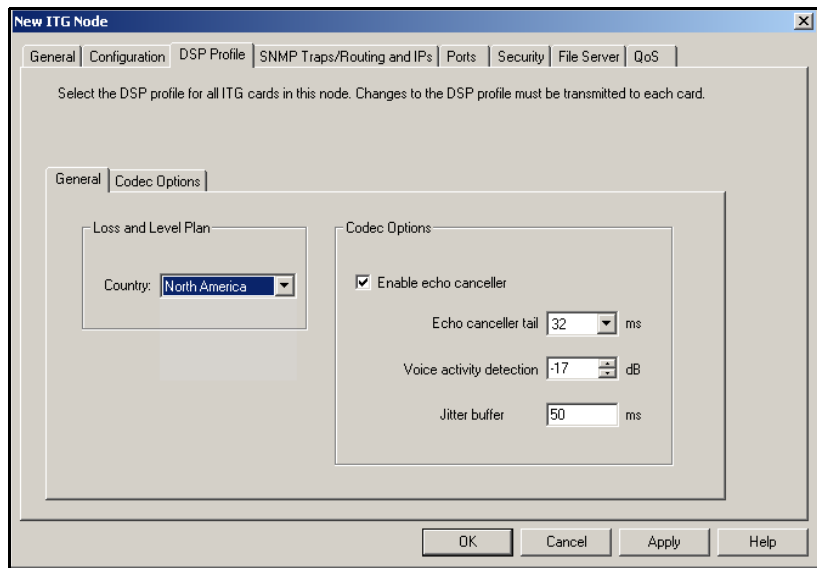 New ITG Node
General Configuration DSP Profile SNMP Traps/Routing and IPs Ports Security File Server QoS
Select the DSP profile for all ITG cards in this node. Changes to the DSP profile must be transmitted to each card.
General Codec Options
Loss and Level Plan
Country: North America
Codec Options
Enable echo canceller
Echo canceller tail 32 ms
Voice activity detection -17 dB
Jitter buffer 50 ms
OK Cancel Apply Help